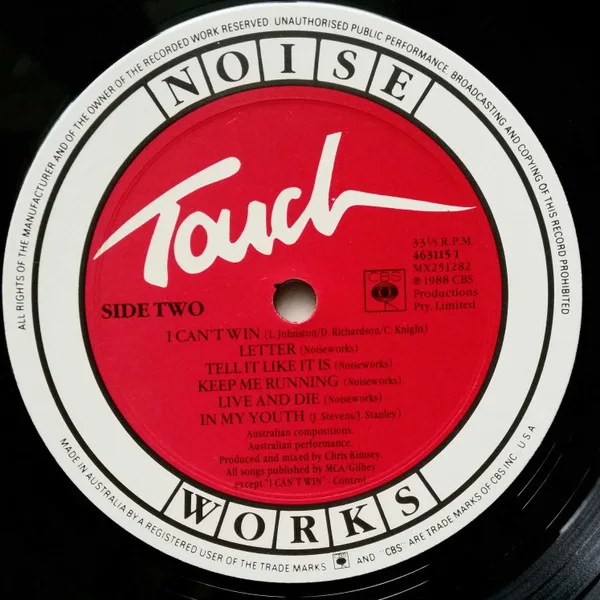 ALL RIGHTS OF THE MANUFACTURER AND OF THE OWNER OF THE RECORDED WORK RESERVED. UNAUTHORISED PUBLIC PERFORMANCE, BROADCASTING AND COPYING OF THIS RECORD PROHIBITED
NOISE
Touch
33⅓ R.P.M.
463115 1
MX251282
℗ 1988 CBS
Productions
Pty. Limited
CBS
SIDE TWO
I CAN'T WIN (L. Johnston/D. Richardson/C. Knight)
LETTER (Noiseworks)
TELL IT LIKE IT IS (Noiseworks)
KEEP ME RUNNING (Noiseworks)
LIVE AND DIE (Noiseworks)
IN MY YOUTH (J. Stevens/J. Stanley)
Australian compositions.
Australian performance.
Produced and mixed by Chris Kimsey.
All songs published by MCA/Gilbey
except "I CAN'T WIN" - Control.
WORKS
MADE IN AUSTRALIA BY A REGISTERED USER OF THE TRADE MARKS AND "CBS" ARE TRADE MARKS OF CBS INC., U.S.A.